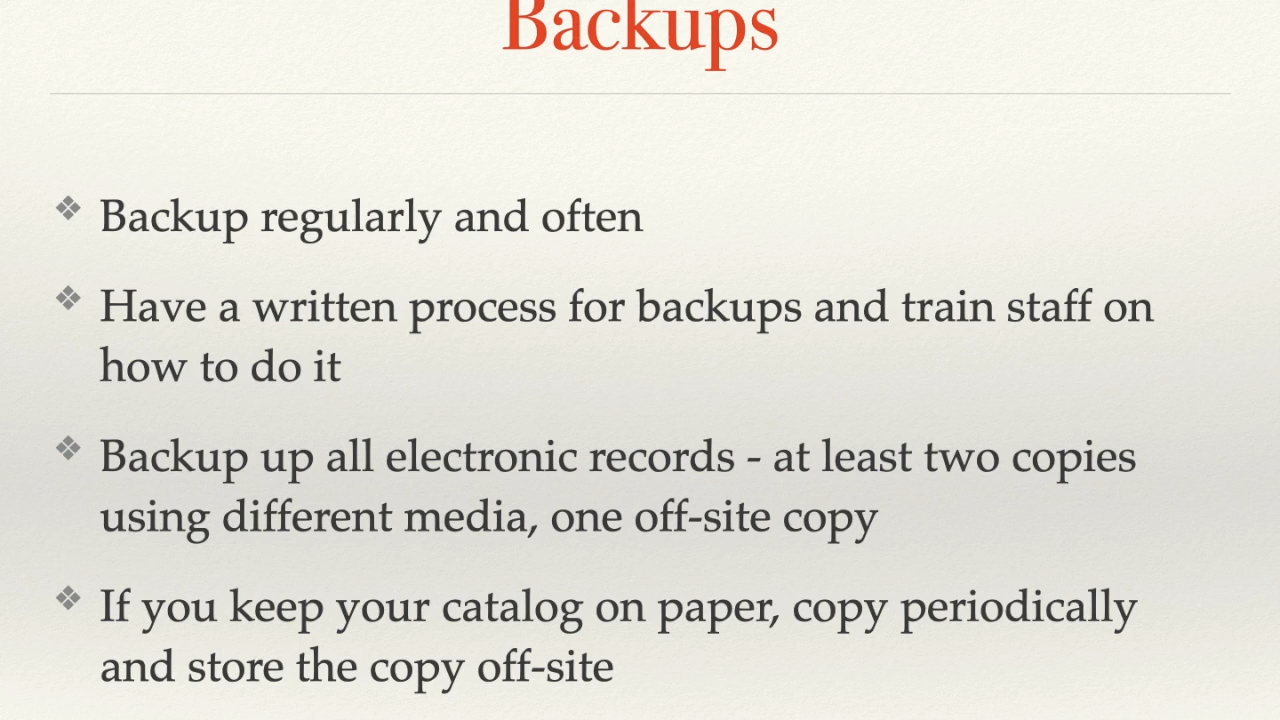 Backups
❖ Backup regularly and often
❖ Have a written process for backups and train staff on
how to do it
❖ Backup up all electronic records - at least two copies
using different media, one off-site copy
❖ If you keep your catalog on paper, copy periodically
and store the copy off-site